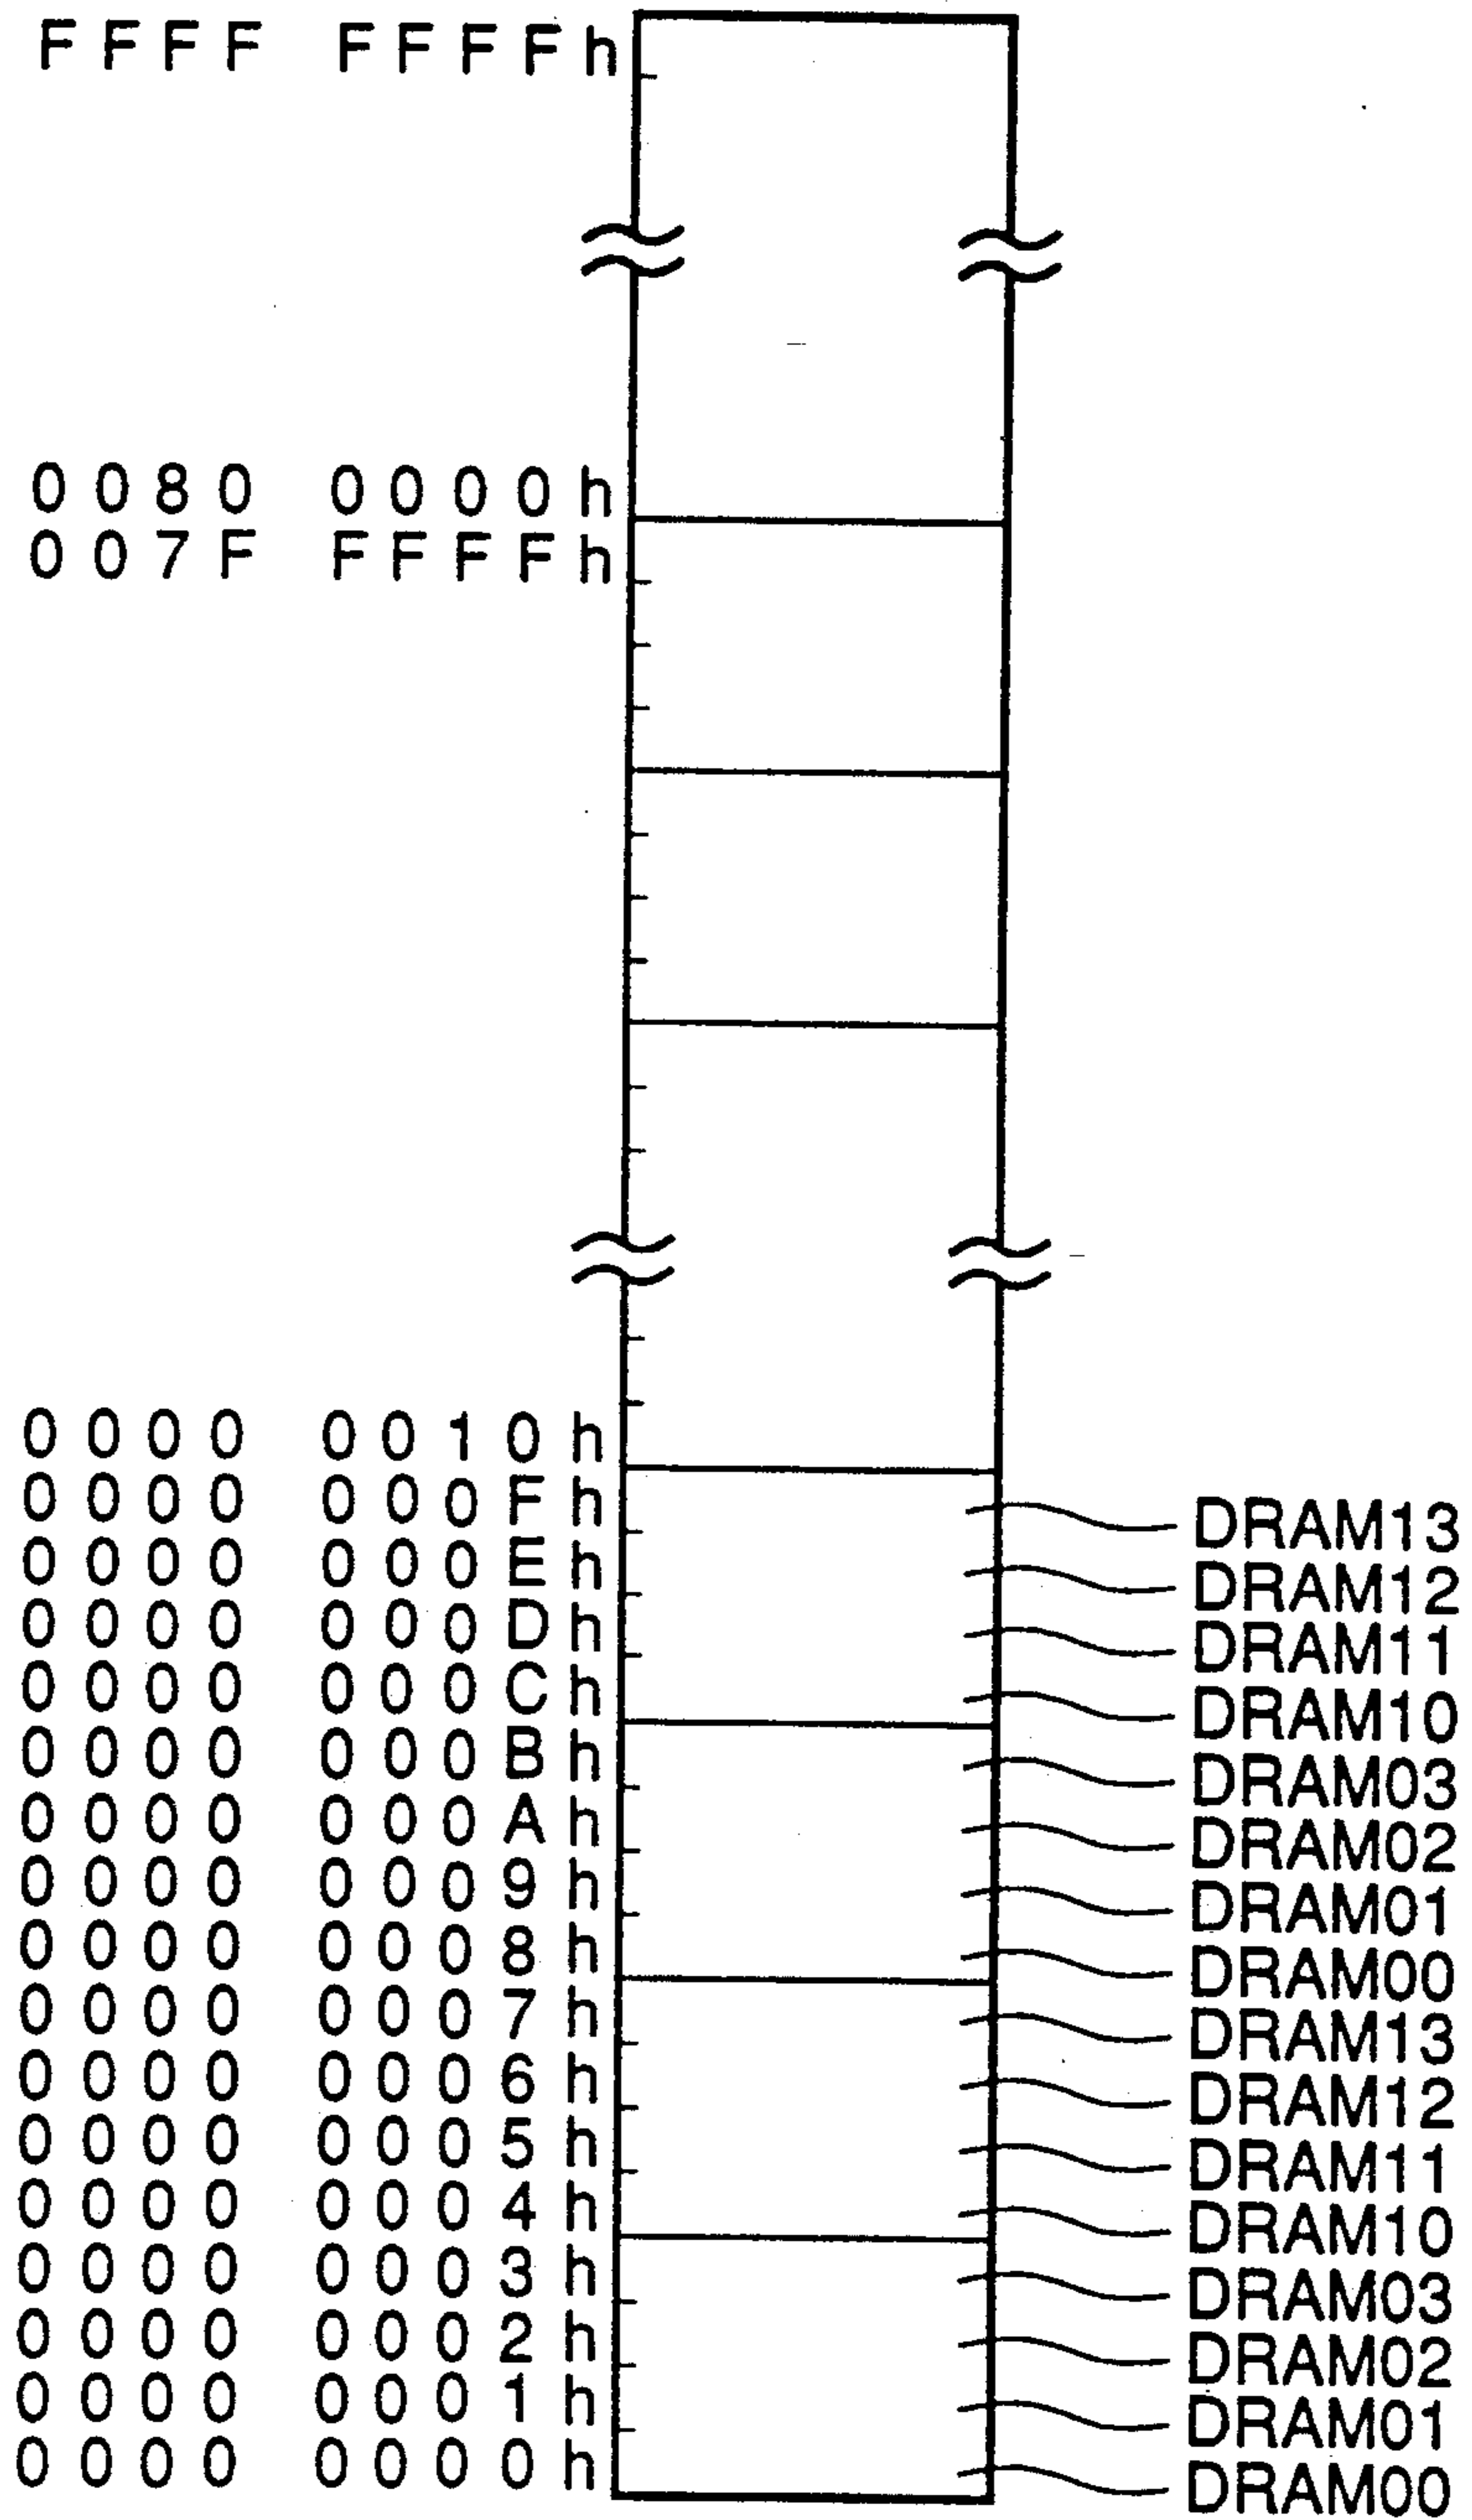 FFFF FFFFh
0080 0000h
007F FFFFh
0000 0010h
0000 000Fh DRAM13
0000 000Eh DRAM12
0000 000Dh DRAM11
0000 000Ch DRAM10
0000 000Bh DRAM03
0000 000Ah DRAM02
0000 0009h DRAM01
0000 0008h DRAM00
0000 0007h DRAM13
0000 0006h DRAM12
0000 0005h DRAM11
0000 0004h DRAM10
0000 0003h DRAM03
0000 0002h DRAM02
0000 0001h DRAM01
0000 0000h DRAM00